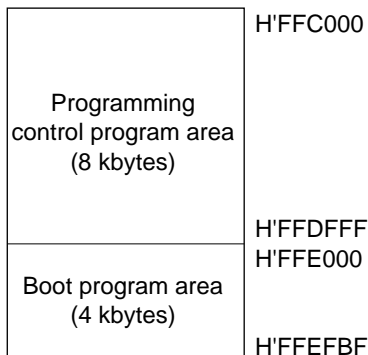 H'FFC000
Programming
control program area
(8 kbytes)
H'FFDFFF
H'FFE000
Boot program area
(4 kbytes)
H'FFEFBF